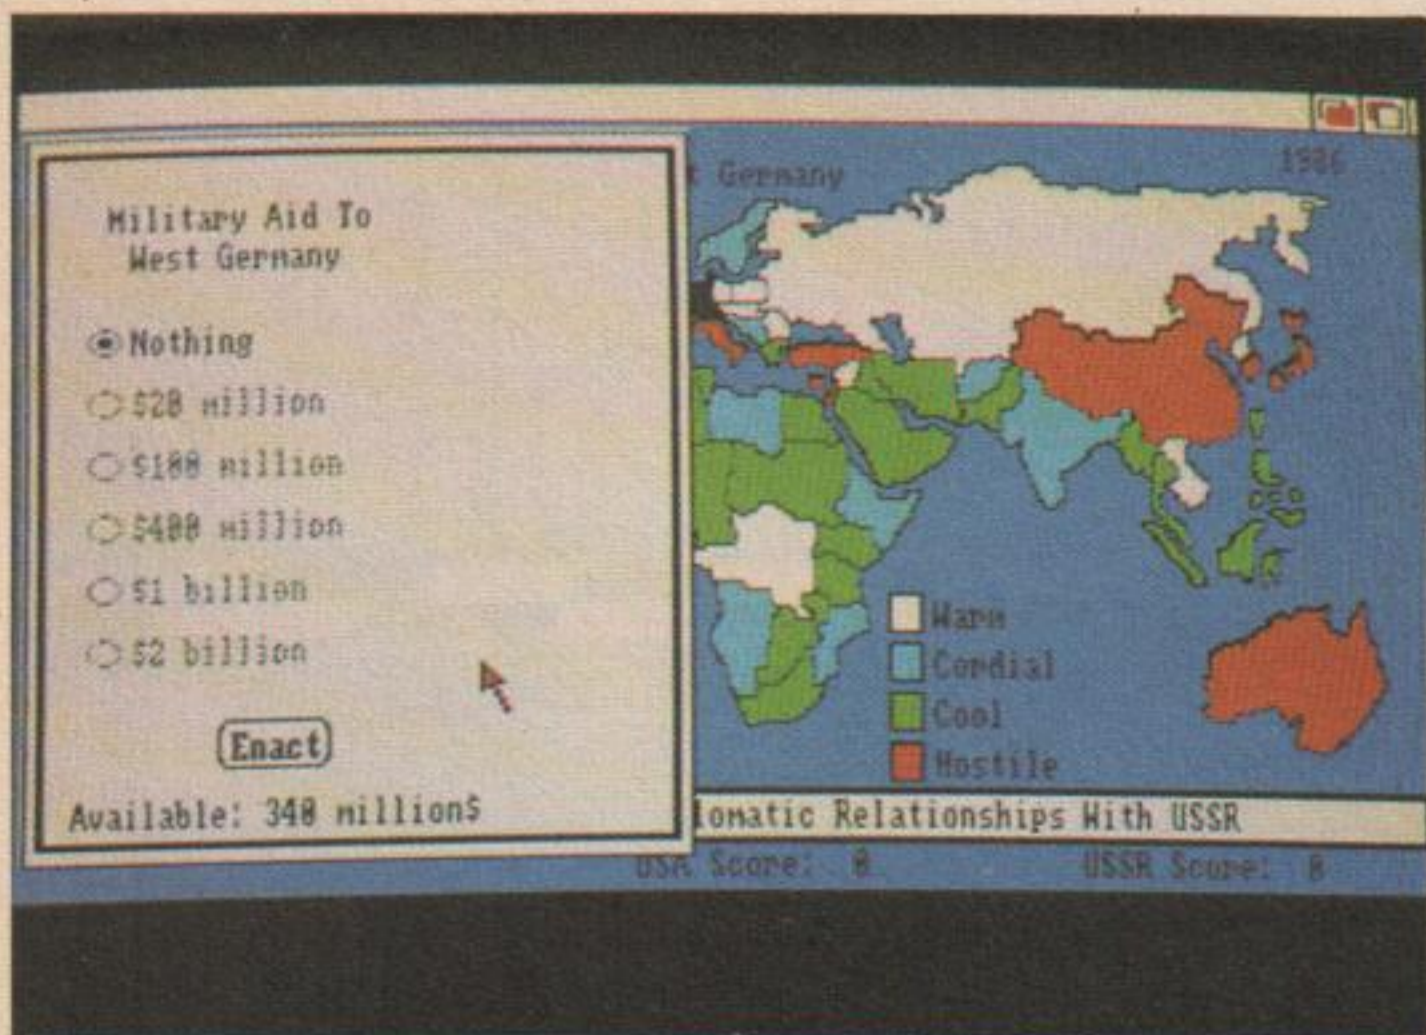 Military Aid To
West Germany
Nothing
$20 million
$100 million
$400 million
$1 billion
$2 billion
Enact
Available: 340 million$
t Germany
1986
Warm
Cordial
Cool
Hostile
lomatic Relationships With USSR
USA Score: 0
USSR Score: 0